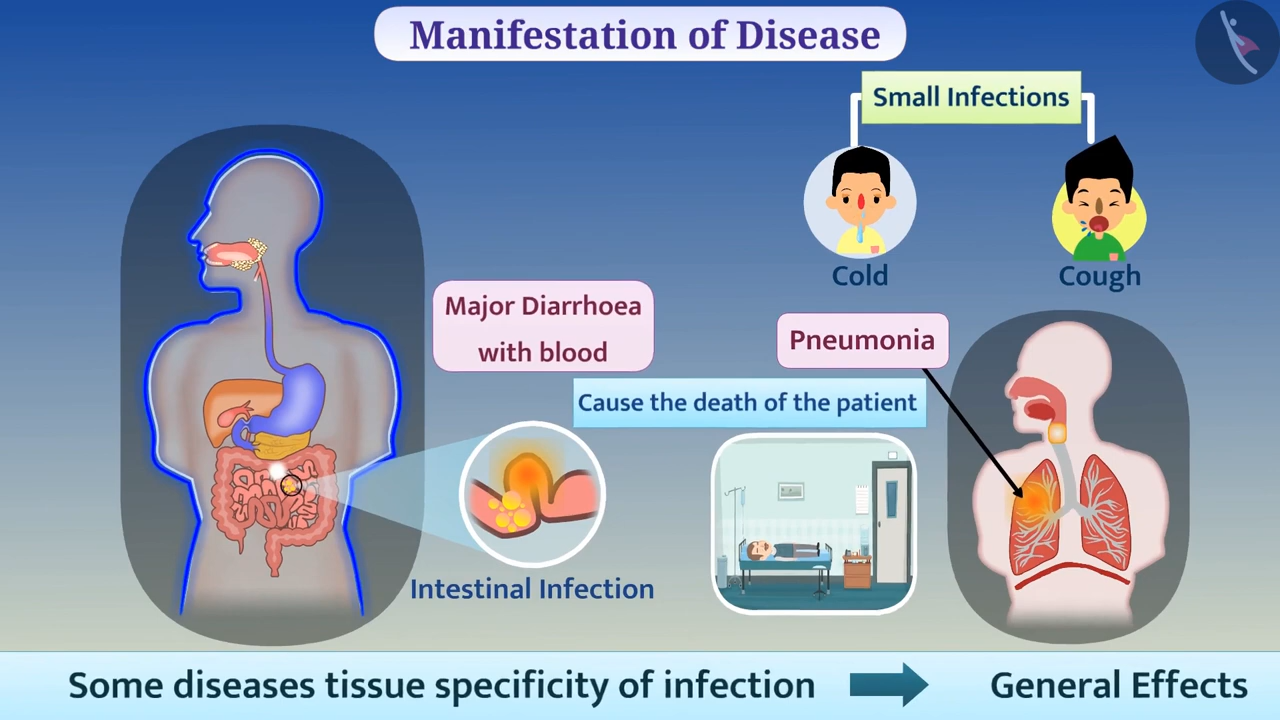 Manifestation of Disease
Small Infections
Cold
Cough
Major Diarrhoea
with blood
Pneumonia
Cause the death of the patient
Intestinal Infection
Some diseases tissue specificity of infection
General Effects